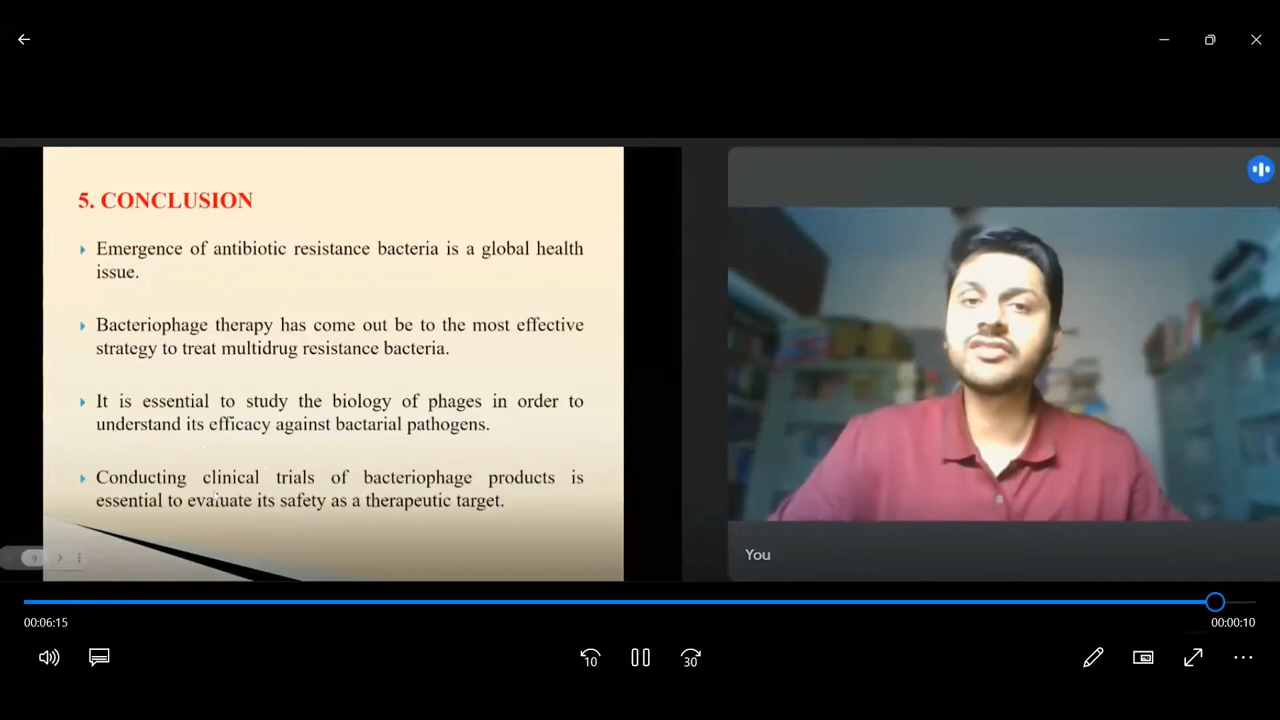 5. CONCLUSION
Emergence of antibiotic resistance bacteria is a global health
issue.
Bacteriophage therapy has come out be to the most effective
strategy to treat multidrug resistance bacteria.
It is essential to study the biology of phages in order to
understand its efficacy against bactarial pathogens.
Conducting clinical trials of bacteriophage products is
essential to evaluate its safety as a therapeutic target.
9
You
00:06:15
00:00:10
10
30